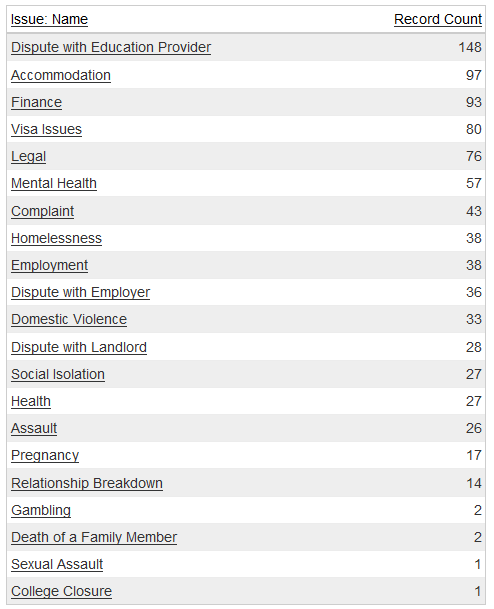 Issue: Name Record Count
Dispute with Education Provider 148
Accommodation 97
Finance 93
Visa Issues 80
Legal 76
Mental Health 57
Complaint 43
Homelessness 38
Employment 38
Dispute with Employer 36
Domestic Violence 33
Dispute with Landlord 28
Social Isolation 27
Health 27
Assault 26
Pregnancy 17
Relationship Breakdown 14
Gambling 2
Death of a Family Member 2
Sexual Assault 1
College Closure 1